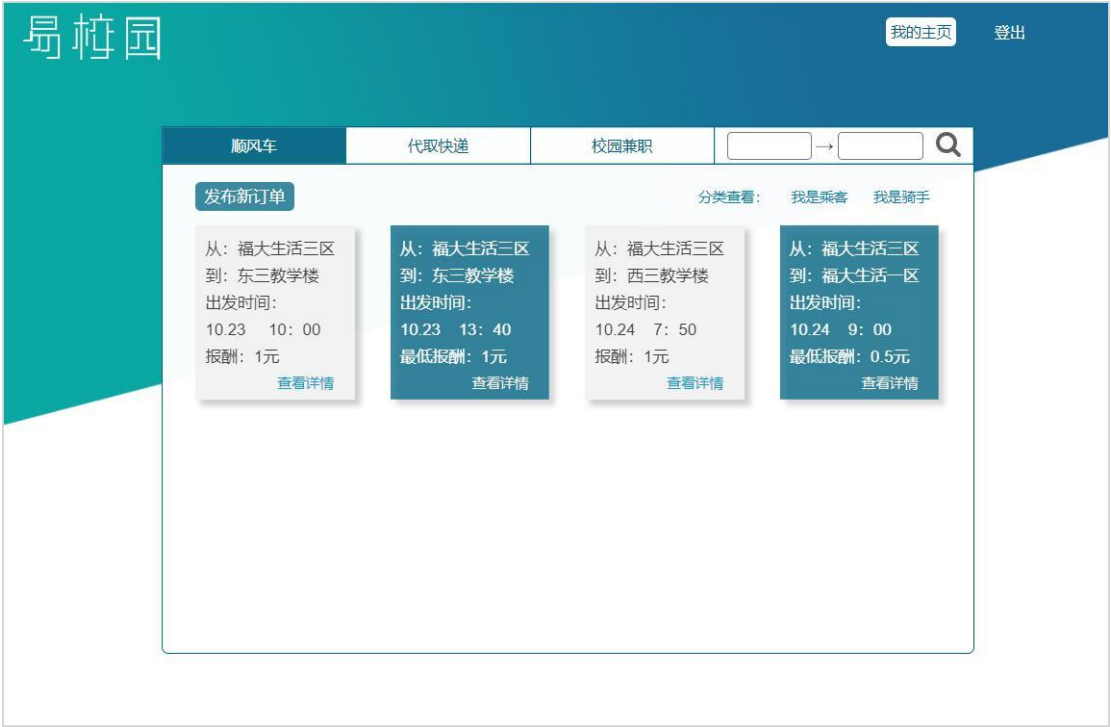 易校园
我的主页 登出
顺风车 代取快递 校园兼职 →
发布新订单 分类查看: 我是乘客 我是骑手
从: 福大生活三区
到: 东三教学楼
出发时间:
10.23 10: 00
报酬: 1元
查看详情
从: 福大生活三区
到: 东三教学楼
出发时间:
10.23 13: 40
最低报酬: 1元
查看详情
从: 福大生活三区
到: 西三教学楼
出发时间:
10.24 7: 50
报酬: 1元
查看详情
从: 福大生活三区
到: 福大生活一区
出发时间:
10.24 9: 00
最低报酬: 0.5元
查看详情